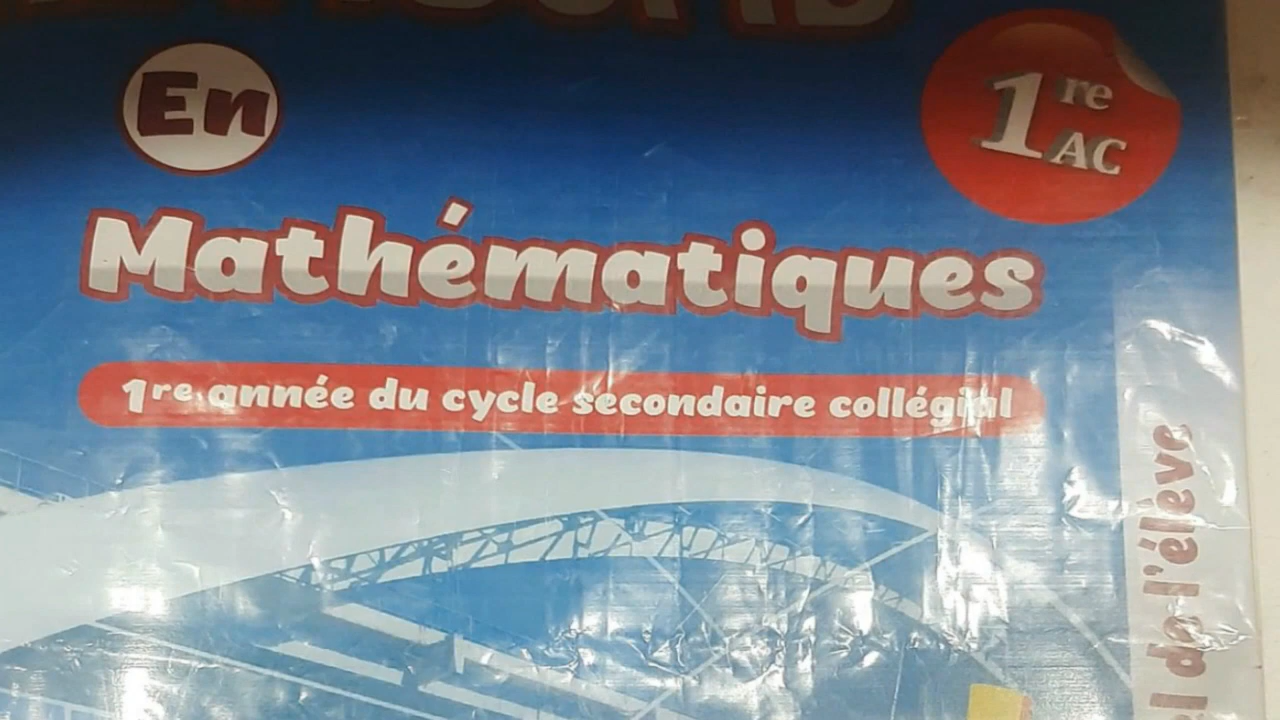 En
1re
AC
Mathématiques
1re année du cycle secondaire collégial
de l'élève